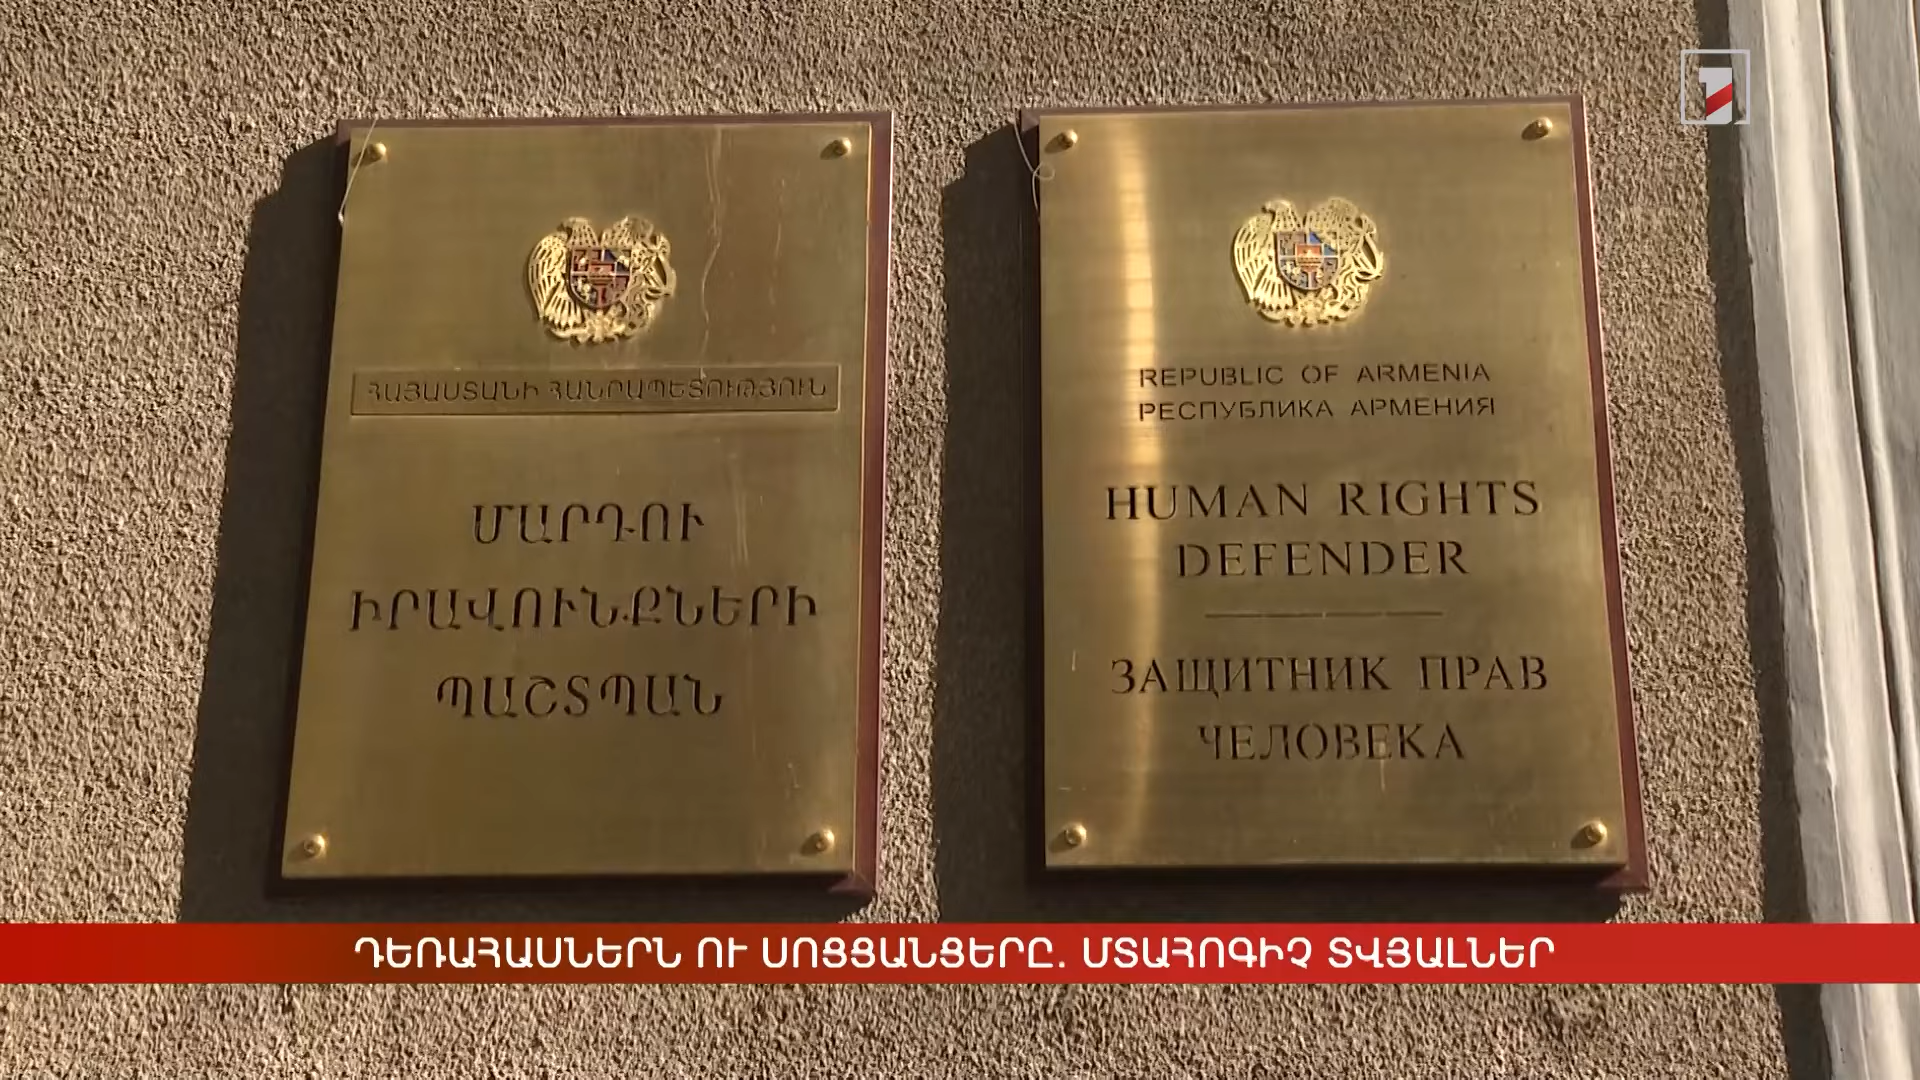 ՀԱՅԱՍՏԱՆԻ ՀԱՆՐԱՊԵՏՈՒԹՅՈՒՆ
ՄԱՐԴՈՒ
ԻՐԱՎՈՒՆՔՆԵՐԻ
ՊԱՇՏՊԱՆ
REPUBLIC OF ARMENIA
РЕСПУБЛИКА АРМЕНИЯ
HUMAN RIGHTS
DEFENDER
ЗАЩИТНИК ПРАВ
ЧЕЛОВЕКА
1
ԴԵՌԱՀԱՍՆԵՐՆ ՈՒ ՍՈՑՑԱՆՑԵՐԸ. ՄՏԱՀՈԳԻՉ ՏՎՅԱԼՆԵՐ